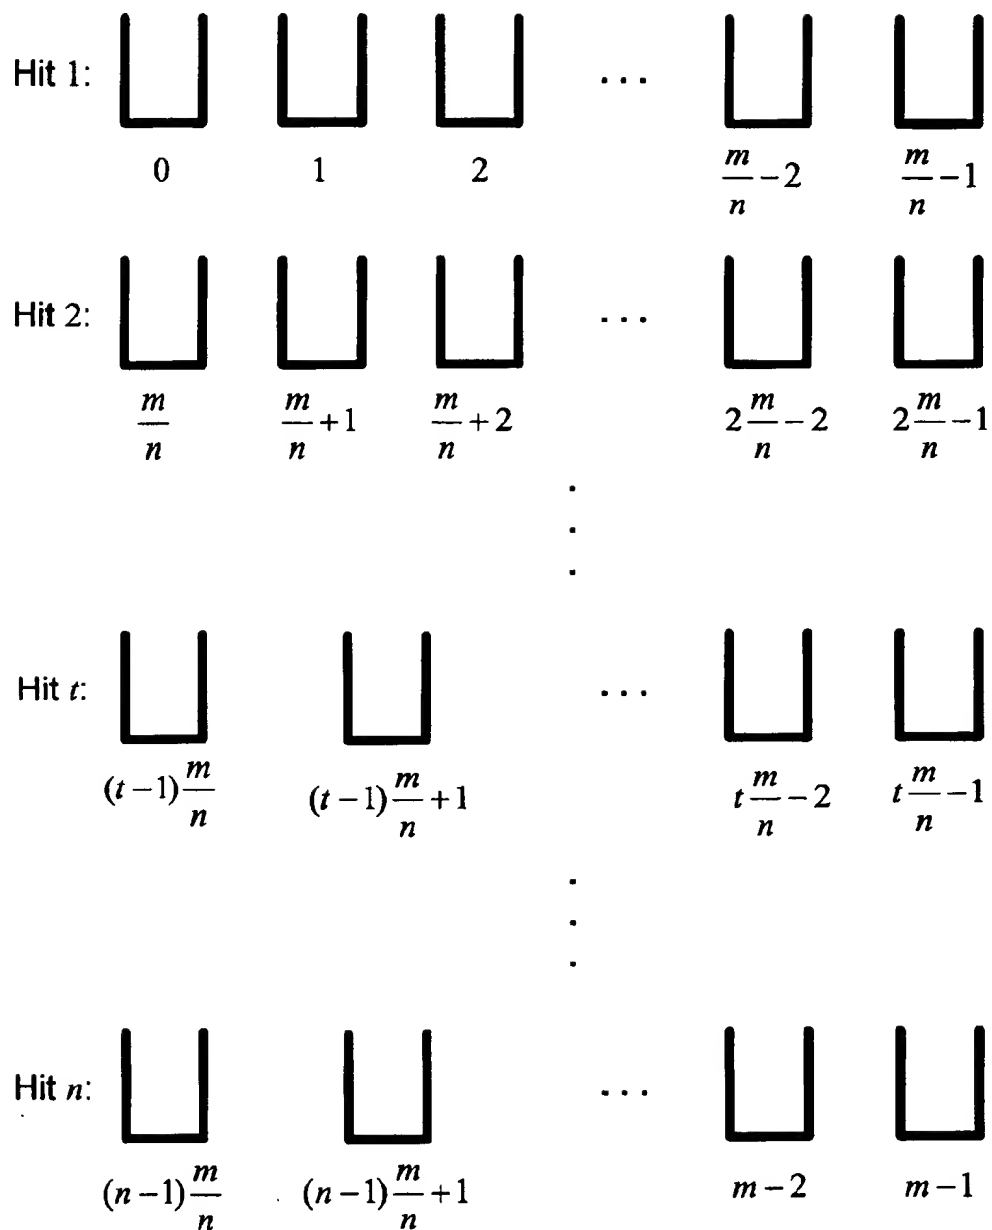 Hit 1: ...
0 1 2 m/n −2 m/n −1
Hit 2: ...
m/n m/n +1 m/n +2 2 m/n −2 2 m/n −1
.
.
.
Hit t: ...
(t−1) m/n (t−1) m/n +1 t m/n −2 t m/n −1
.
.
.
Hit n: ...
(n−1) m/n (n−1) m/n +1 m−2 m−1